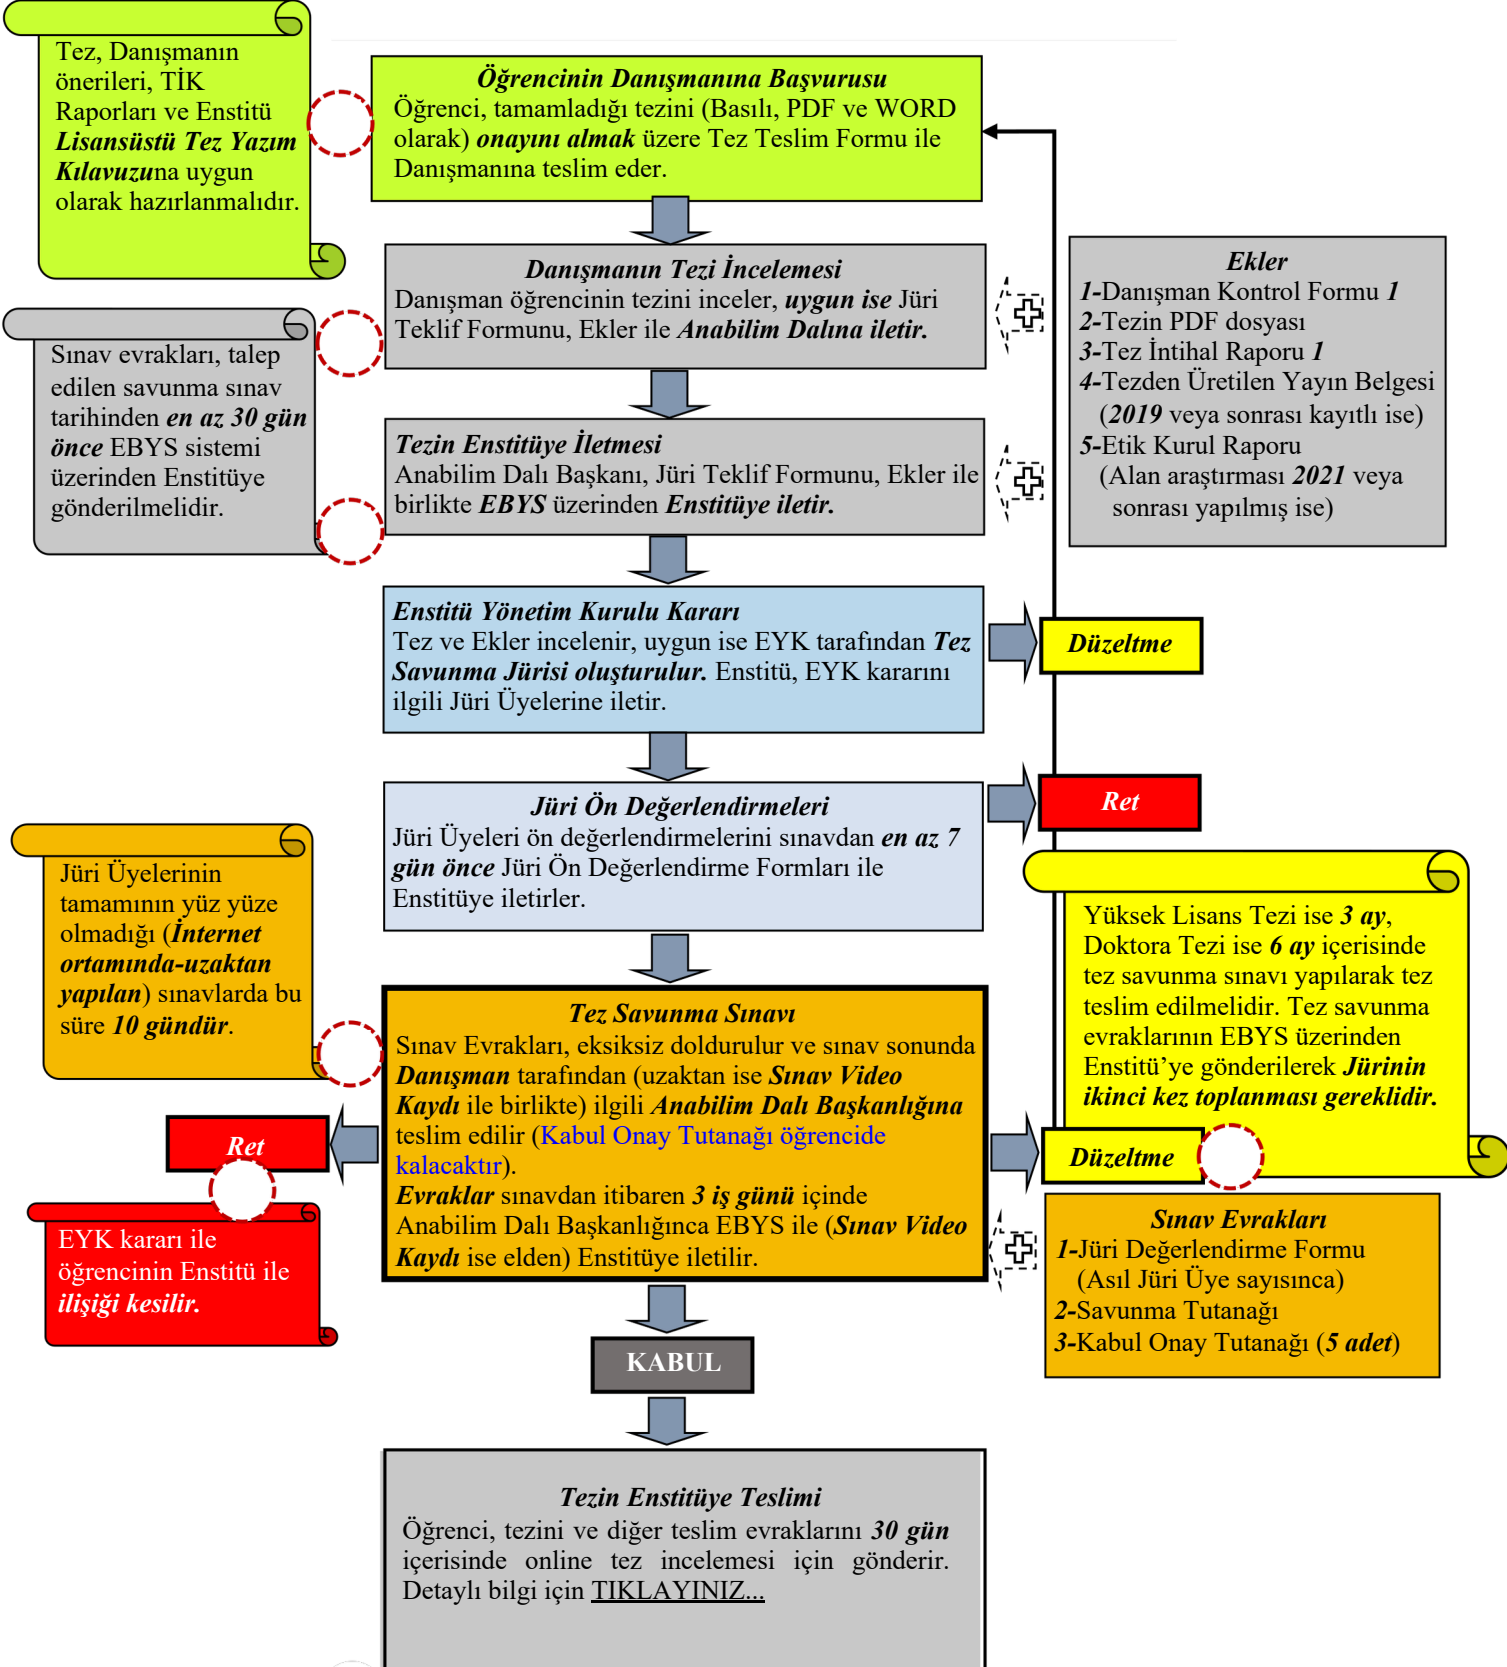 Tez, Danışmanın
önerileri, TİK
Raporları ve Enstitü
Lisansüstü Tez Yazım
Kılavuzuna uygun
olarak hazırlanmalıdır.
Öğrencinin Danışmanına Başvurusu
Öğrenci, tamamladığı tezini (Basılı, PDF ve WORD
olarak) onayını almak üzere Tez Teslim Formu ile
Danışmanına teslim eder.
Danışmanın Tezi İncelemesi
Danışman öğrencinin tezini inceler, uygun ise Jüri
Teklif Formunu, Ekler ile Anabilim Dalına iletir.
Ekler
1-Danışman Kontrol Formu 1
2-Tezin PDF dosyası
3-Tez İntihal Raporu 1
4-Tezden Üretilen Yayın Belgesi
(2019 veya sonrası kayıtlı ise)
5-Etik Kurul Raporu
(Alan araştırması 2021 veya
sonrası yapılmış ise)
Sınav evrakları, talep
edilen savunma sınav
tarihinden en az 30 gün
önce EBYS sistemi
üzerinden Enstitüye
gönderilmelidir.
Tezin Enstitüye İletmesi
Anabilim Dalı Başkanı, Jüri Teklif Formunu, Ekler ile
birlikte EBYS üzerinden Enstitüye iletir.
Enstitü Yönetim Kurulu Kararı
Tez ve Ekler incelenir, uygun ise EYK tarafından Tez
Savunma Jürisi oluşturulur. Enstitü, EYK kararını
ilgili Jüri Üyelerine iletir.
Düzeltme
Jüri Ön Değerlendirmeleri
Jüri Üyeleri ön değerlendirmelerini sınavdan en az 7
gün önce Jüri Ön Değerlendirme Formları ile
Enstitüye iletirler.
Ret
Jüri Üyelerinin
tamamının yüz yüze
olmadığı (İnternet
ortamında-uzaktan
yapılan) sınavlarda bu
süre 10 gündür.
Yüksek Lisans Tezi ise 3 ay,
Doktora Tezi ise 6 ay içerisinde
tez savunma sınavı yapılarak tez
teslim edilmelidir. Tez savunma
evraklarının EBYS üzerinden
Enstitü’ye gönderilerek Jürinin
ikinci kez toplanması gereklidir.
Tez Savunma Sınavı
Sınav Evrakları, eksiksiz doldurulur ve sınav sonunda
Danışman tarafından (uzaktan ise Sınav Video
Kaydı ile birlikte) ilgili Anabilim Dalı Başkanlığına
teslim edilir (Kabul Onay Tutanağı öğrencide
kalacaktır).
Evraklar sınavdan itibaren 3 iş günü içinde
Anabilim Dalı Başkanlığınca EBYS ile (Sınav Video
Kaydı ise elden) Enstitüye iletilir.
Ret
Düzeltme
EYK kararı ile
öğrencinin Enstitü ile
ilişiği kesilir.
Sınav Evrakları
1-Jüri Değerlendirme Formu
(Asıl Jüri Üye sayısınca)
2-Savunma Tutanağı
3-Kabul Onay Tutanağı (5 adet)
KABUL
Tezin Enstitüye Teslimi
Öğrenci, tezini ve diğer teslim evraklarını 30 gün
içerisinde online tez incelemesi için gönderir.
Detaylı bilgi için TIKLAYINIZ...